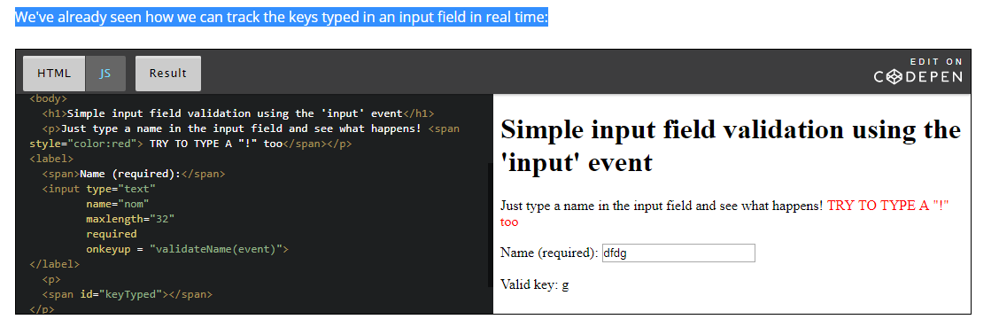 We've already seen how we can track the keys typed in an input field in real time:
HTML JS Result
EDIT ON
CODEPEN
<body>
<h1>Simple input field validation using the 'input' event</h1>
<p>Just type a name in the input field and see what happens! <span
style="color:red"> TRY TO TYPE A "!" too</span></p>
<label>
<span>Name (required):</span>
<input type="text"
name="nom"
maxlength="32"
required
onkeyup = "validateName(event)">
</label>
<p>
<span id="keyTyped"></span>
</p>
Simple input field validation using the
'input' event
Just type a name in the input field and see what happens! TRY TO TYPE A "!"
too
Name (required): dfdg
Valid key: g